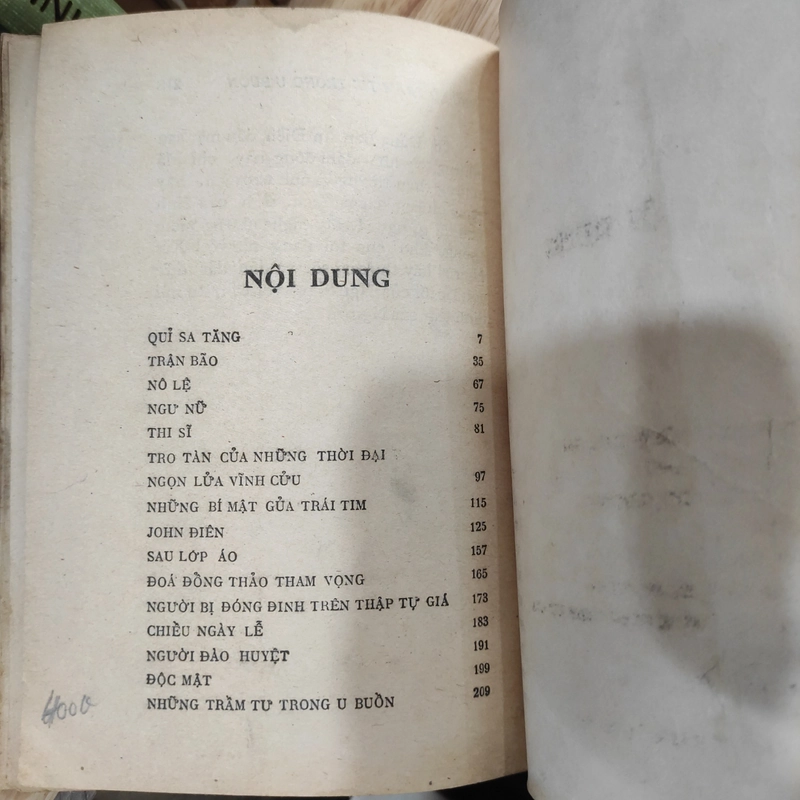 NỘI DUNG
QUỈ SA TĂNG 7
TRẬN BÃO 35
NÔ LỆ 67
NGƯ NỮ 75
THI SĨ 81
TRO TÀN CỦA NHỮNG THỜI ĐẠI
NGỌN LỬA VĨNH CỬU 97
NHỮNG BÍ MẬT GỦA TRÁI TIM 115
JOHN ĐIÊN 125
SAU LỚP ÁO 157
ĐOÁ ĐỒNG THẢO THAM VỌNG 165
NGƯỜI BỊ ĐÓNG ĐINH TRÊN THẬP TỰ GIÁ 173
CHIỀU NGÀY LỄ 183
NGƯỜI ĐÀO HUYỆT 191
ĐỘC MẬT 199
NHỮNG TRẦM TƯ TRONG U BUỒN 209
4000